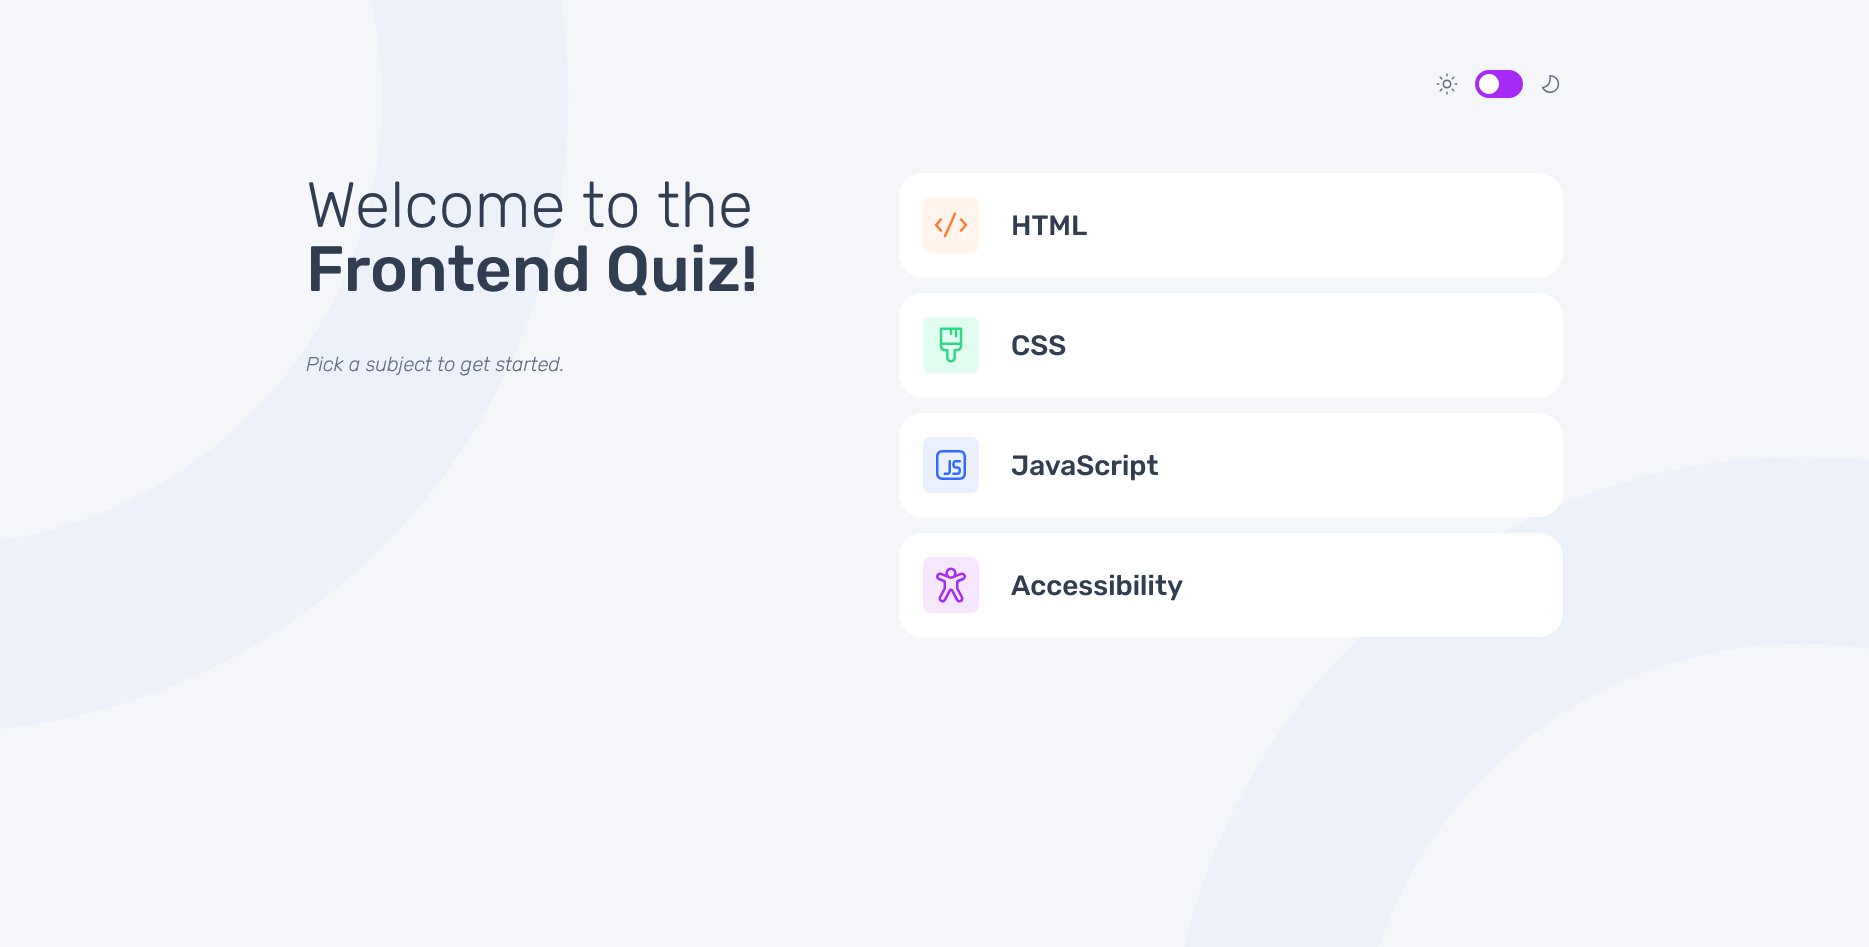 Welcome to the
Frontend Quiz!
Pick a subject to get started.
HTML
CSS
JS
JavaScript
Accessibility